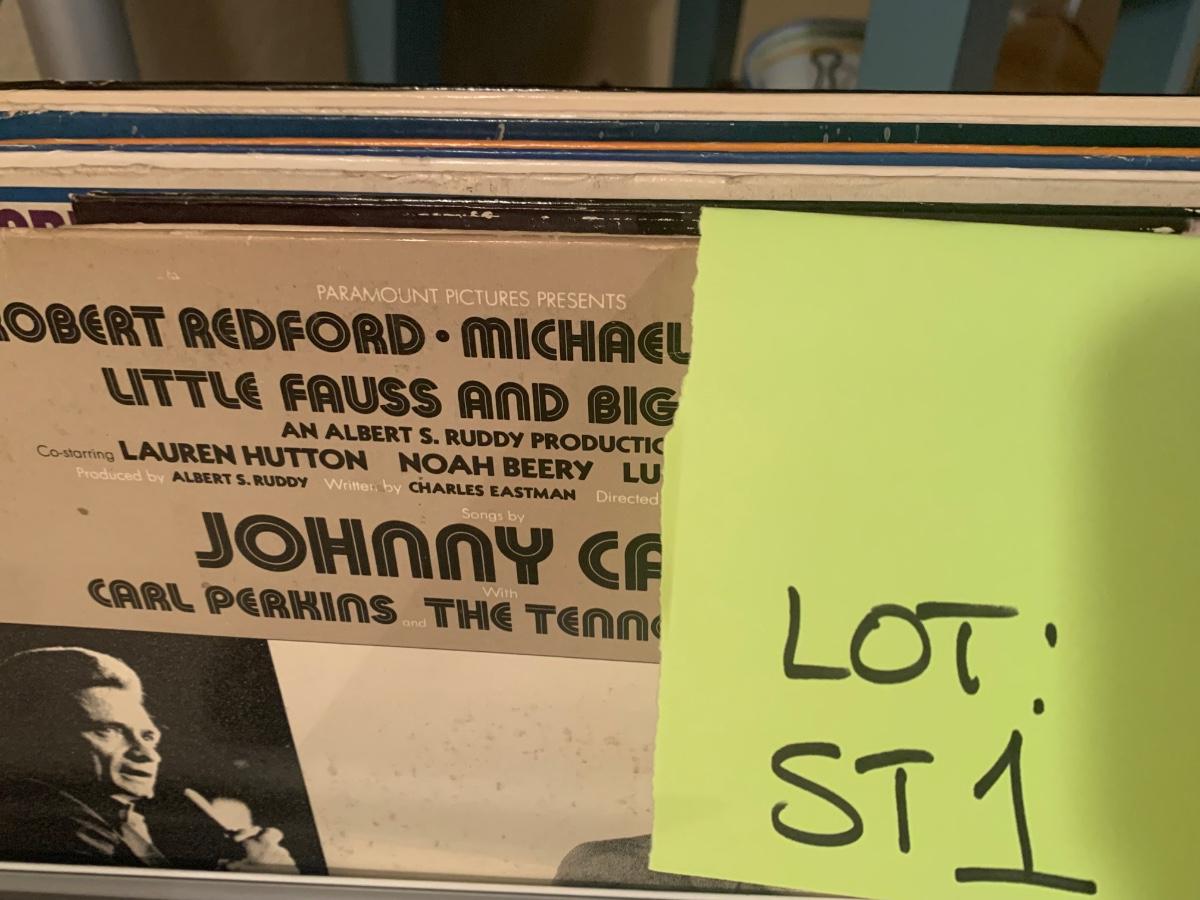 ROBERT REDFORD • MICHAEL
PARAMOUNT PICTURES PRESENTS
LITTLE FAUSS AND BIG
AN ALBERT S. RUDDY PRODUCTIO
Co-starring LAUREN HUTTON NOAH BEERY LU
Produced by ALBERT S. RUDDY Written by CHARLES EASTMAN Directed
Songs by
JOHNNY CA
With
CARL PERKINS and THE TENN
LOT:
ST1